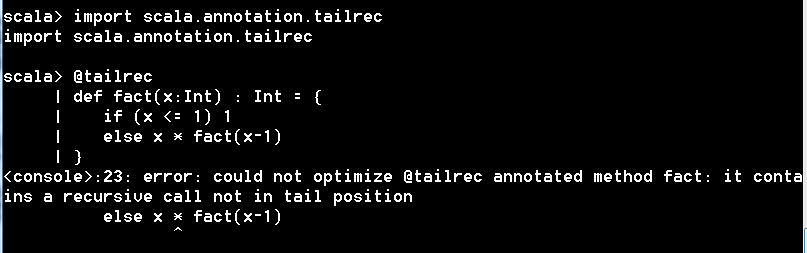 scala> import scala.annotation.tailrec
import scala.annotation.tailrec
scala> @tailrec
     | def fact(x:Int) : Int = {
     |    if (x <= 1) 1
     |    else x * fact(x-1)
     | }
<console>:23: error: could not optimize @tailrec annotated method fact: it conta
ins a recursive call not in tail position
          else x * fact(x-1)
                 ^